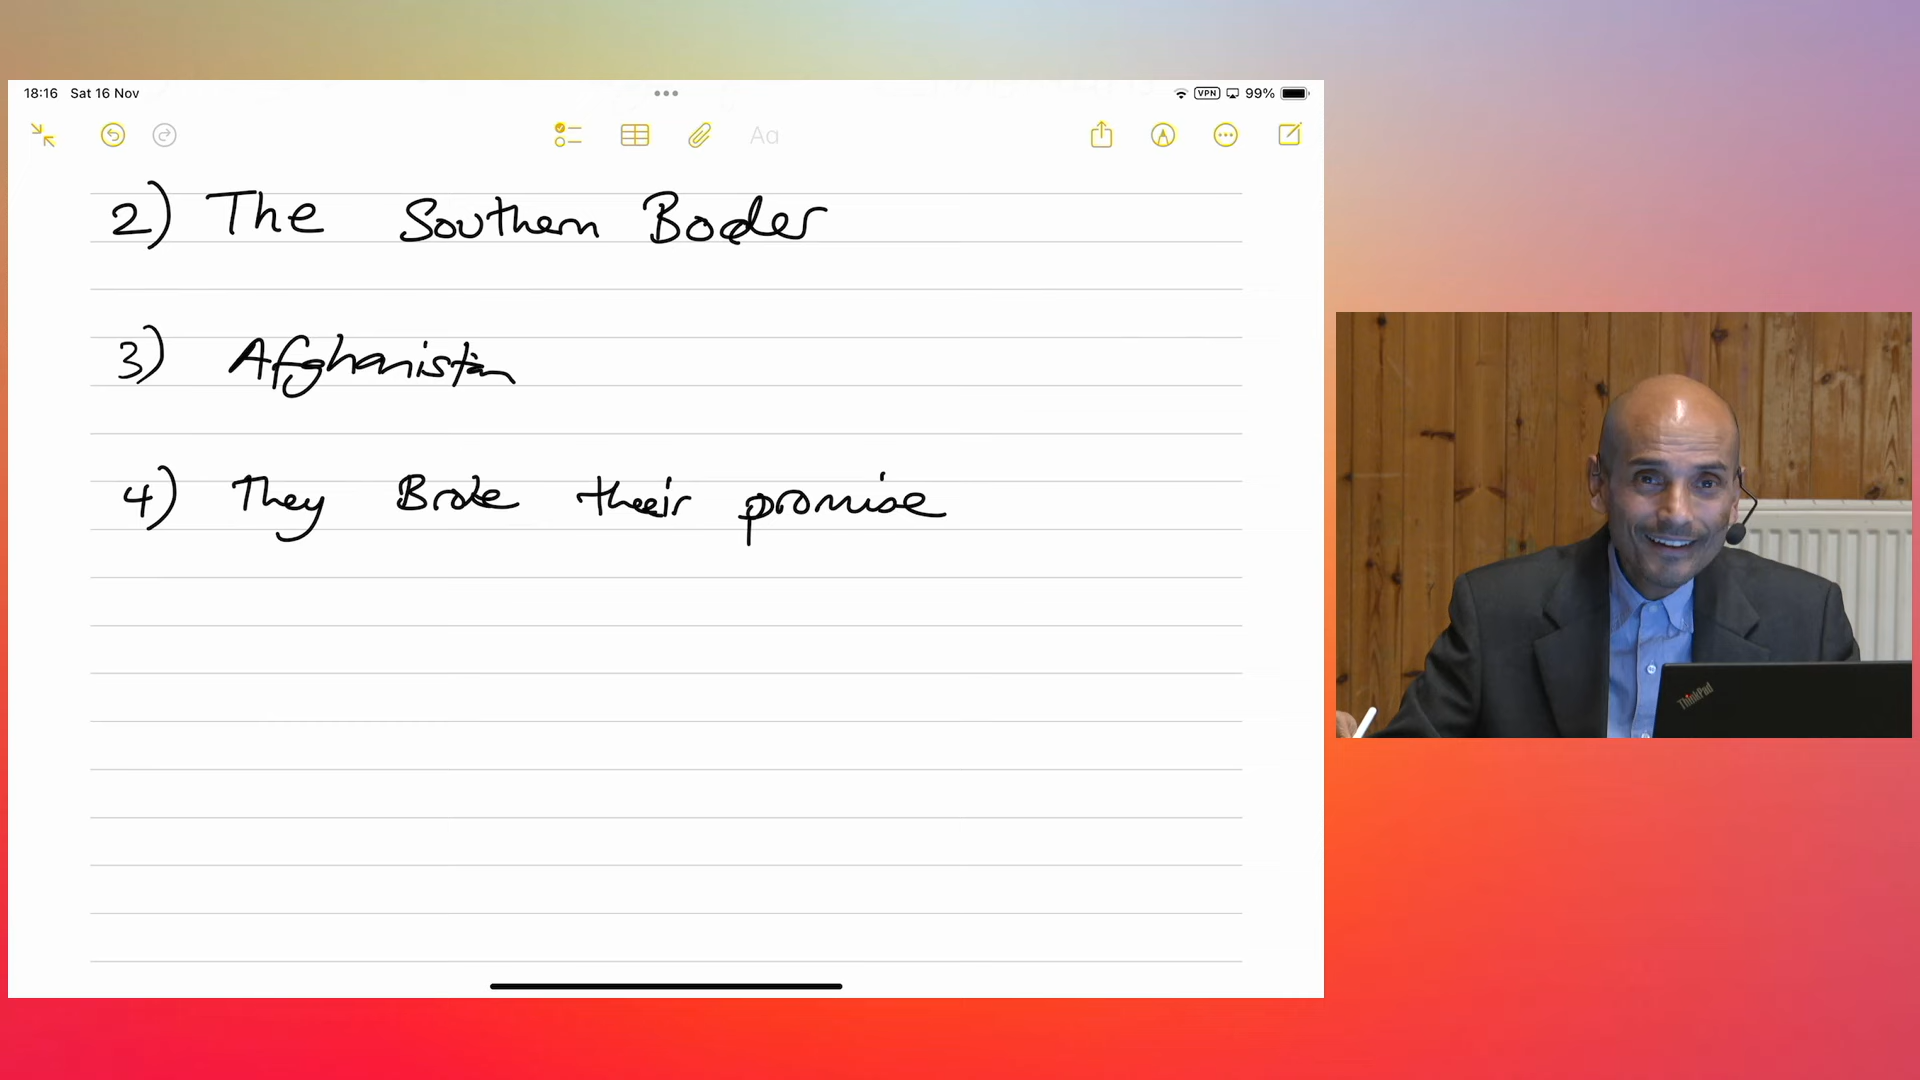 18:16 Sat 16 Nov
VPN 99%
Aa
2) The Southern Border
3) Afghanistan
4) They Broke their promise
ThinkPad